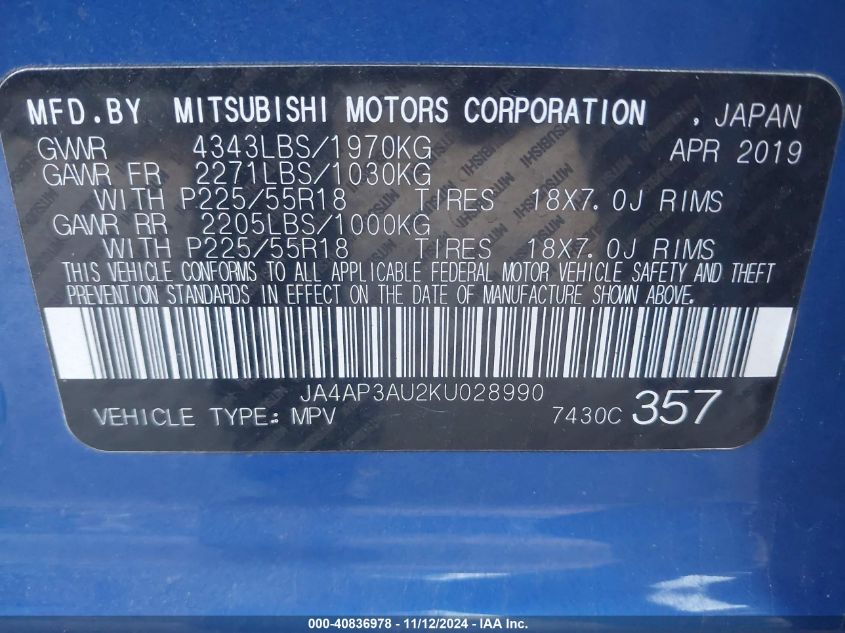 MFD.BY MITSUBISHI MOTORS CORPORATION , JAPAN
GVWR 4343LBS/1970KG APR 2019
GAWR FR 2271LBS/1030KG
WITH P225/55R18 TIRES 18X7.0J RIMS
GAWR RR 2205LBS/1000KG
WITH P225/55R18 TIRES 18X7.0J RIMS
THIS VEHICLE CONFORMS TO ALL APPLICABLE FEDERAL MOTOR VEHICLE SAFETY AND THEFT
PREVENTION STANDARDS IN EFFECT ON THE DATE OF MANUFACTURE SHOWN ABOVE.
JA4AP3AU2KU028990
VEHICLE TYPE: MPV 7430C 357
000-40836978 - 11/12/2024 - IAA Inc.